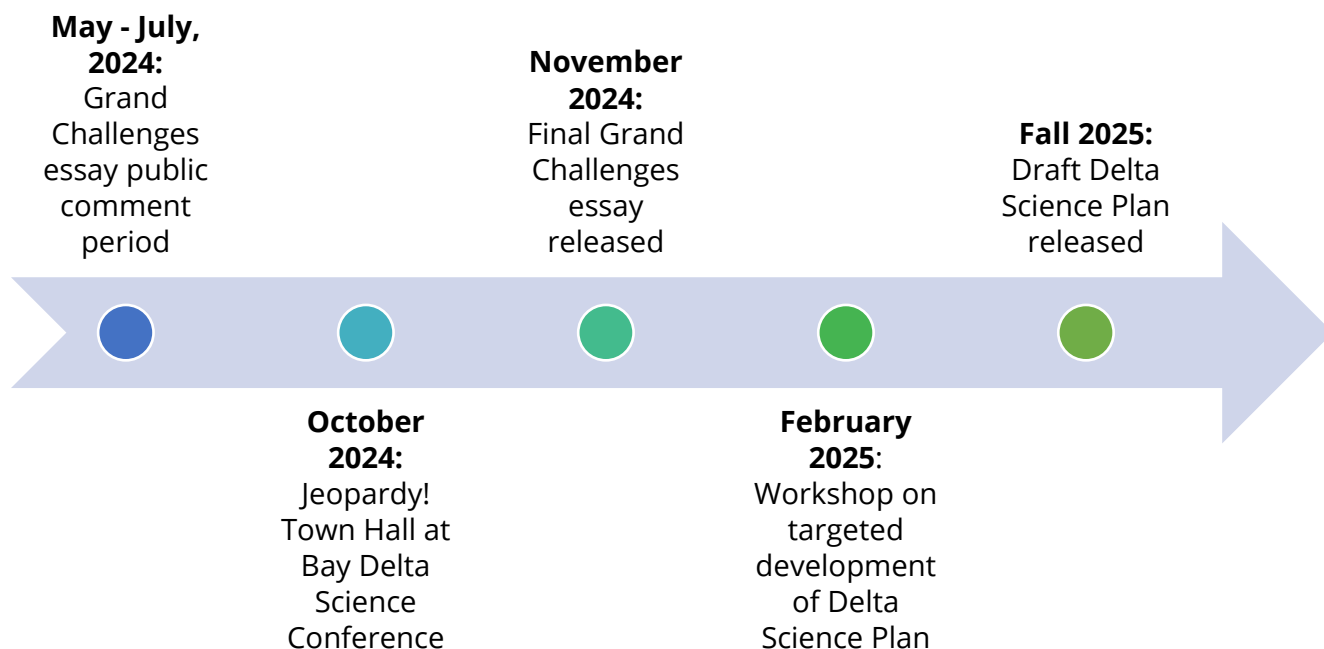 May - July,
2024:
Grand
Challenges
essay public
comment
period
October
2024:
Jeopardy!
Town Hall at
Bay Delta
Science
Conference
November
2024:
Final Grand
Challenges
essay
released
February
2025:
Workshop on
targeted
development
of Delta
Science Plan
Fall 2025:
Draft Delta
Science Plan
released